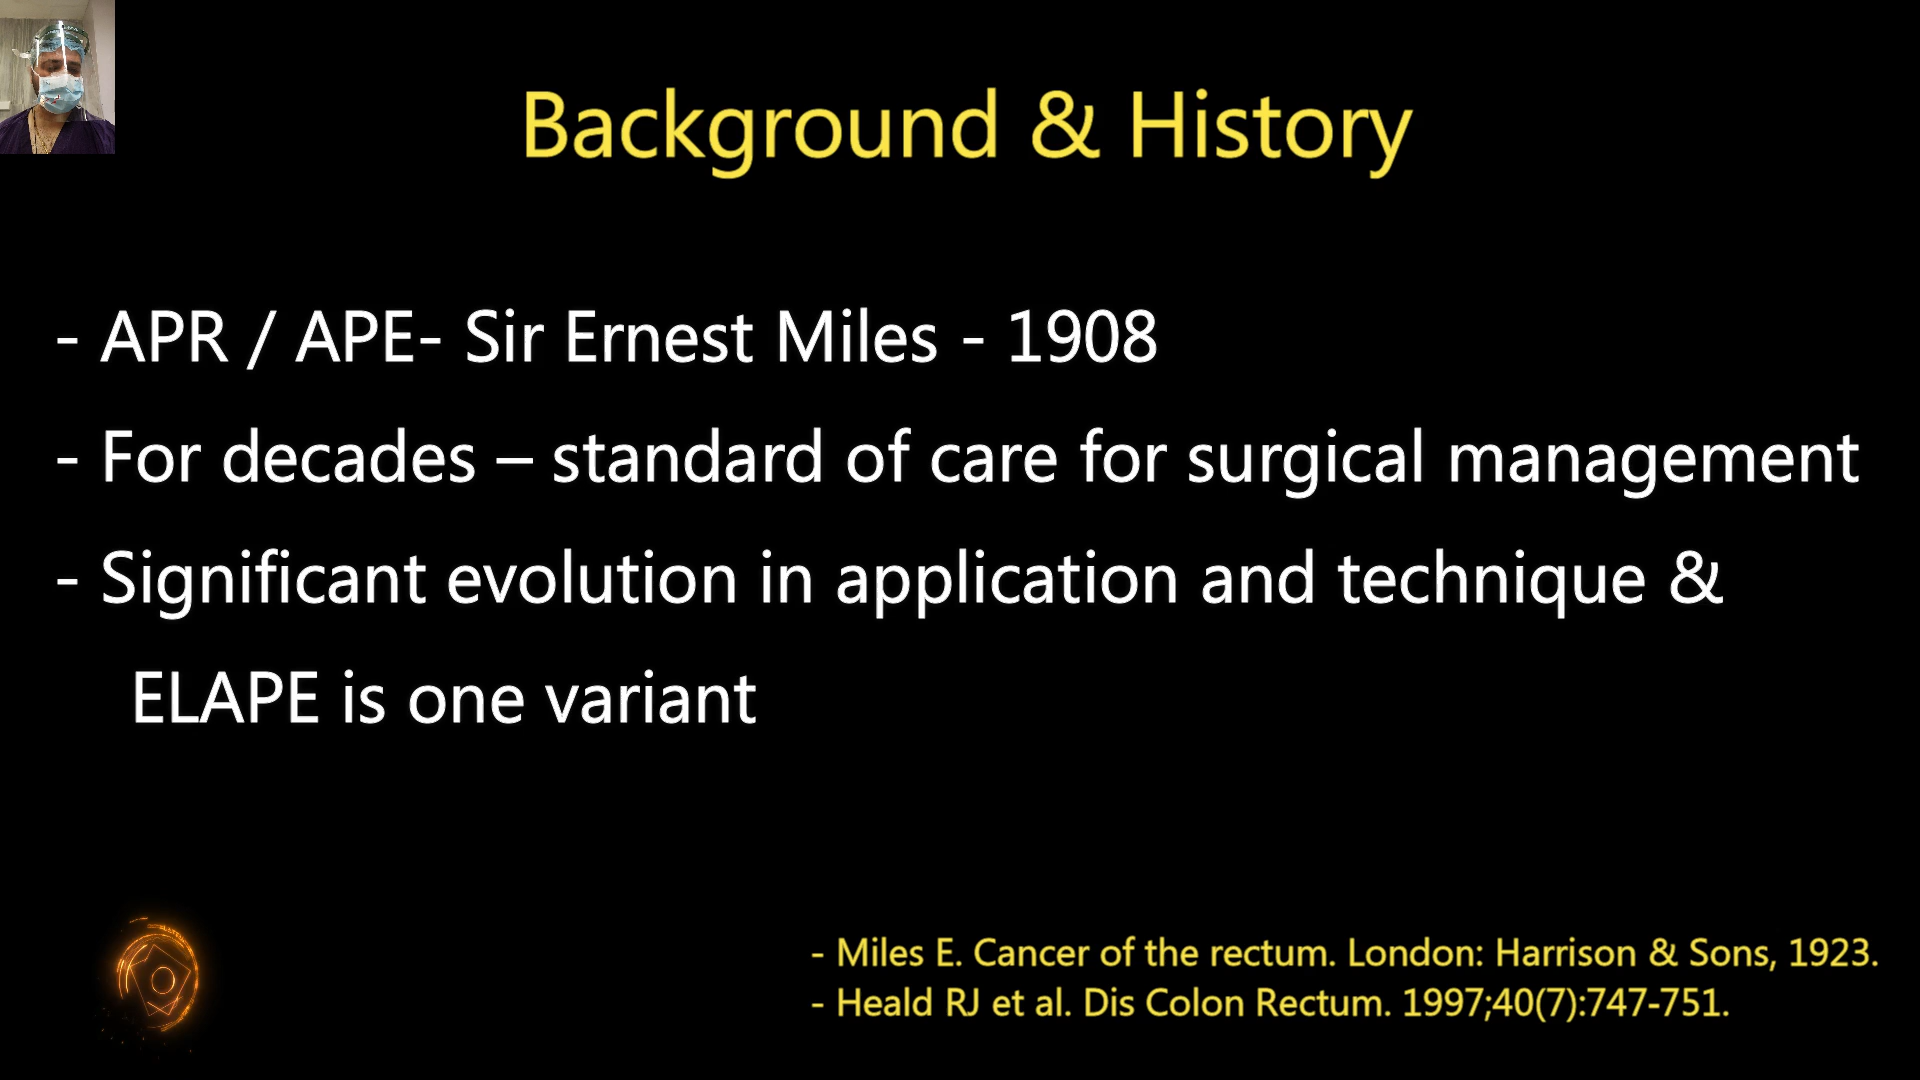 Background & History
- APR / APE- Sir Ernest Miles - 1908
- For decades – standard of care for surgical management
- Significant evolution in application and technique &
ELAPE is one variant
- Miles E. Cancer of the rectum. London: Harrison & Sons, 1923.
- Heald RJ et al. Dis Colon Rectum. 1997;40(7):747-751.